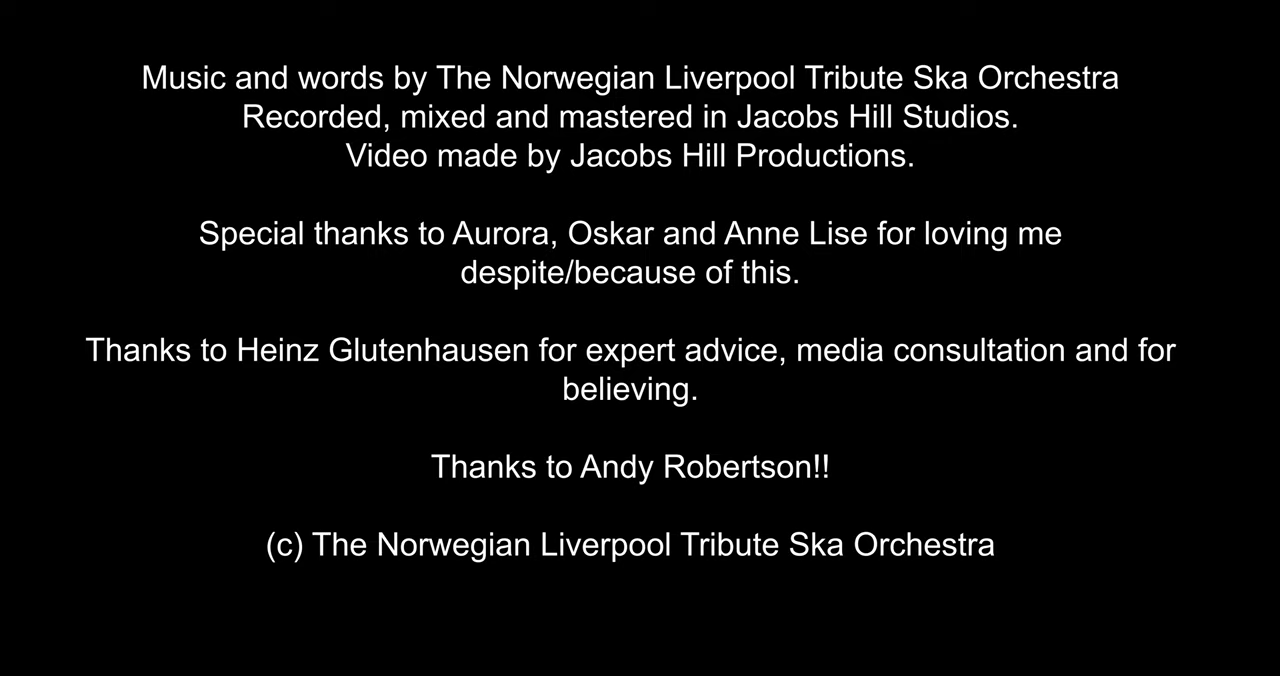 Music and words by The Norwegian Liverpool Tribute Ska Orchestra
Recorded, mixed and mastered in Jacobs Hill Studios.
Video made by Jacobs Hill Productions.
Special thanks to Aurora, Oskar and Anne Lise for loving me
despite/because of this.
Thanks to Heinz Glutenhausen for expert advice, media consultation and for
believing.
Thanks to Andy Robertson!!
(c) The Norwegian Liverpool Tribute Ska Orchestra